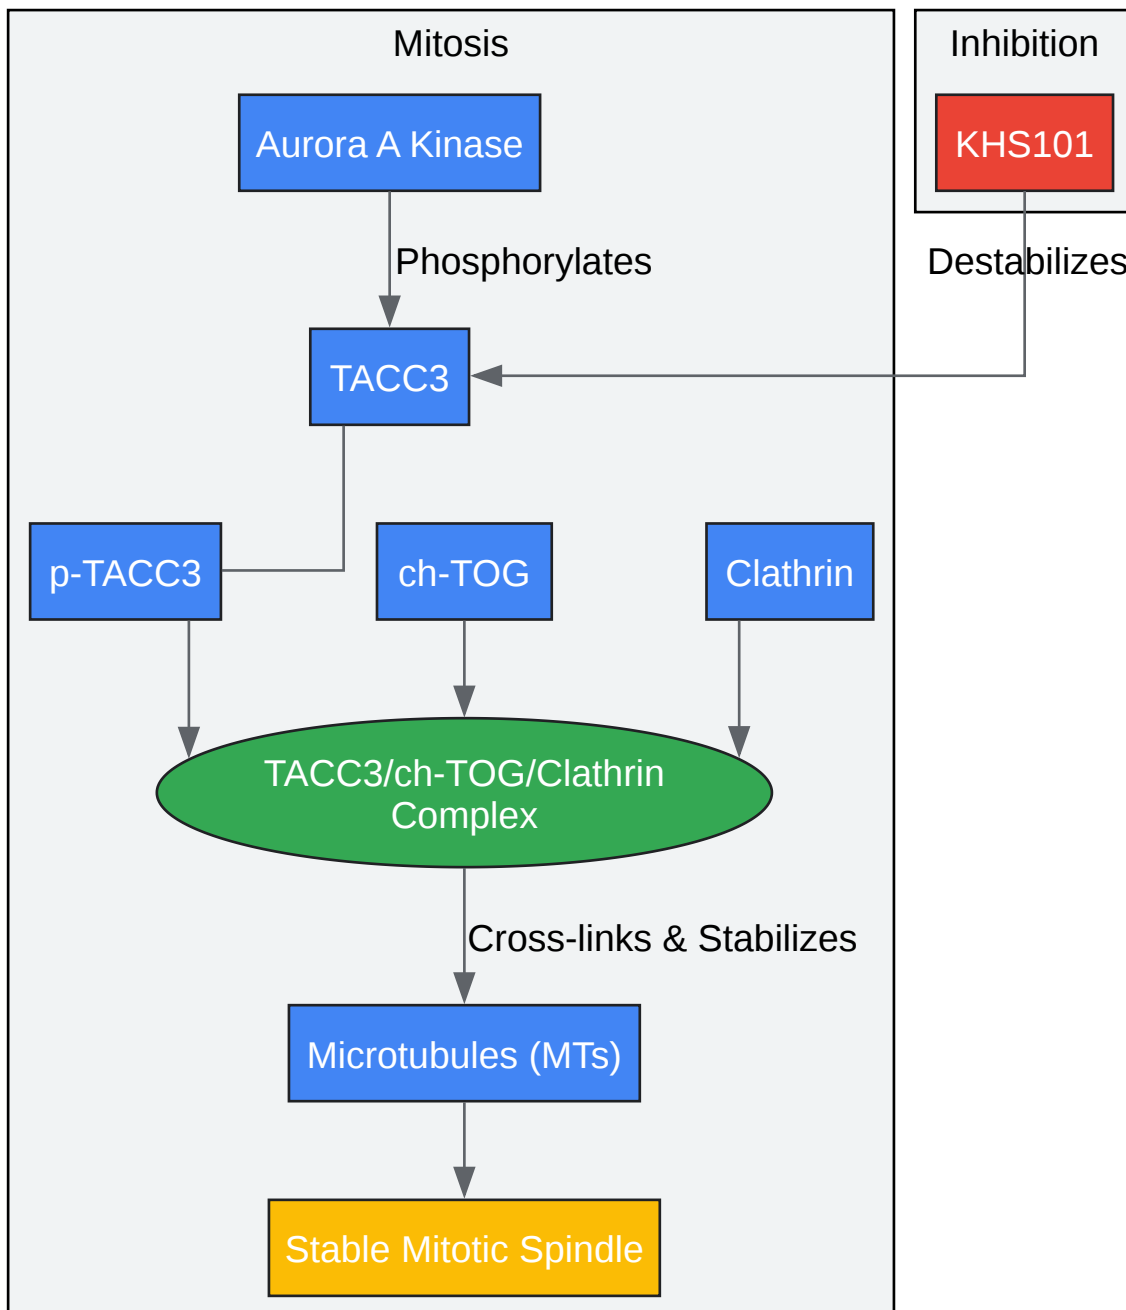 Mitosis
Inhibition
Aurora A Kinase
KHS101
Phosphorylates
Destabilizes
TACC3
p-TACC3
ch-TOG
Clathrin
TACC3/ch-TOG/Clathrin
Complex
Cross-links & Stabilizes
Microtubules (MTs)
Stable Mitotic Spindle